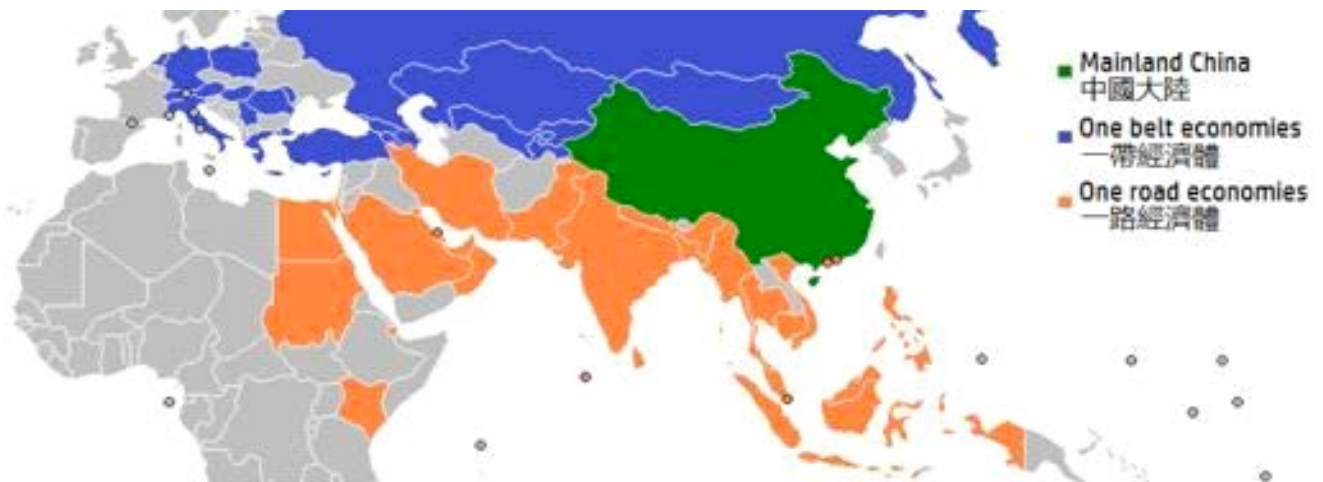 Mainland China
中國大陸
One belt economies
一帶經濟體
One road economies
一路經濟體